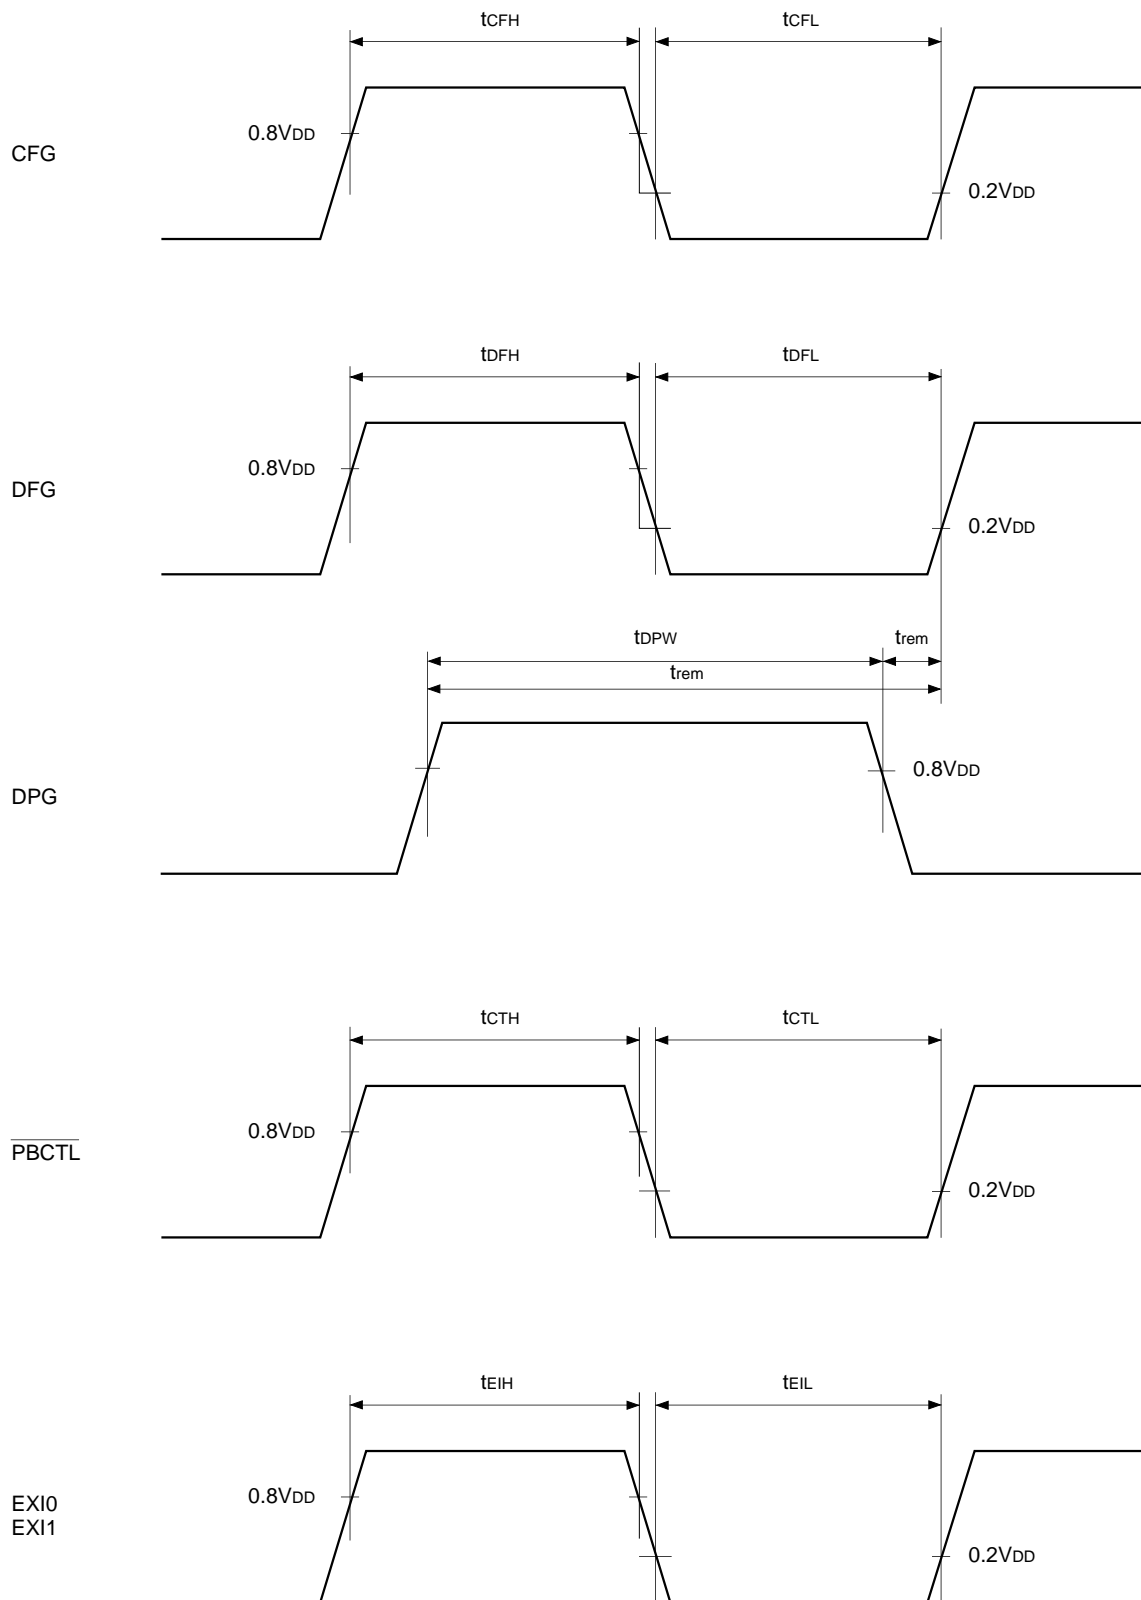 tCFH
tCFL
0.8VDD
CFG
0.2VDD
tDFH
tDFL
0.8VDD
DFG
0.2VDD
tDPW
trem
trem
0.8VDD
DPG
tCTH
tCTL
0.8VDD
PBCTL
0.2VDD
tEIH
tEIL
0.8VDD
EXI0
EXI1
0.2VDD